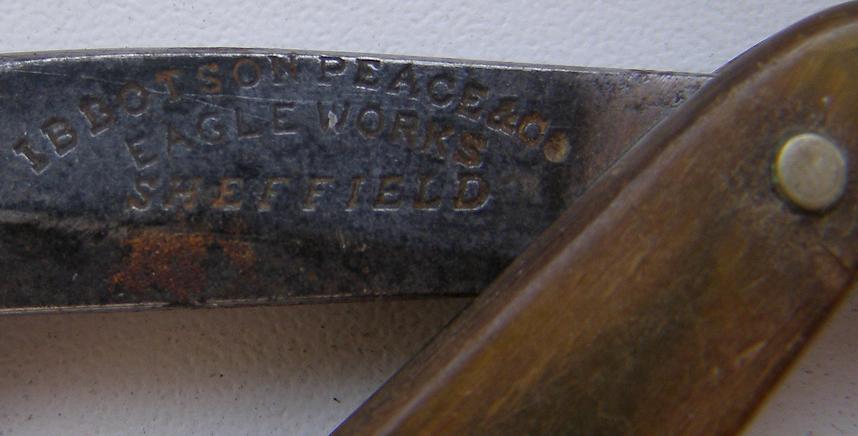 IBBOTSON PEACE & Co
EAGLE WORKS
SHEFFIELD